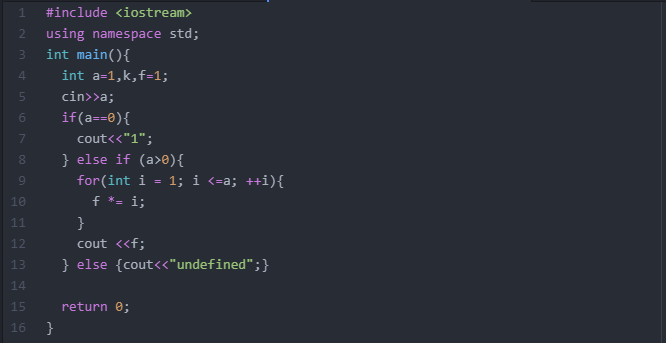 1 #include <iostream>
2 using namespace std;
3 int main(){
4   int a=1,k,f=1;
5   cin>>a;
6   if(a==0){
7     cout<<"1";
8   } else if (a>0){
9     for(int i = 1; i <=a; ++i){
10       f *= i;
11     }
12     cout <<f;
13   } else {cout<<"undefined";}
14
15   return 0;
16 }